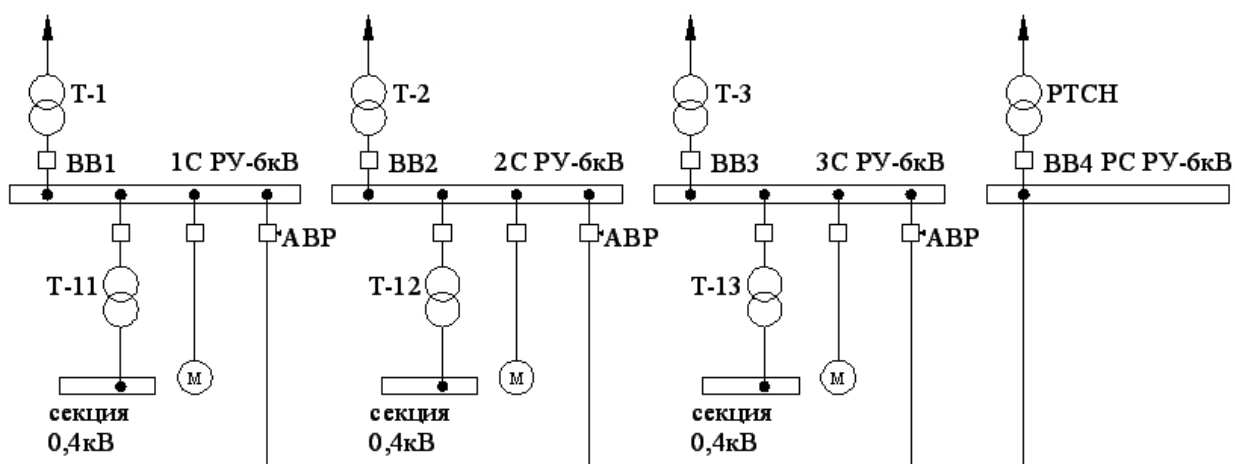 Т-1
Т-2
Т-3
РТСН
ВВ1 1С РУ-6кВ
ВВ2 2С РУ-6кВ
ВВ3 3С РУ-6кВ
ВВ4 РС РУ-6кВ
АВР
АВР
АВР
Т-11
Т-12
Т-13
М
М
М
секция
0,4кВ
секция
0,4кВ
секция
0,4кВ